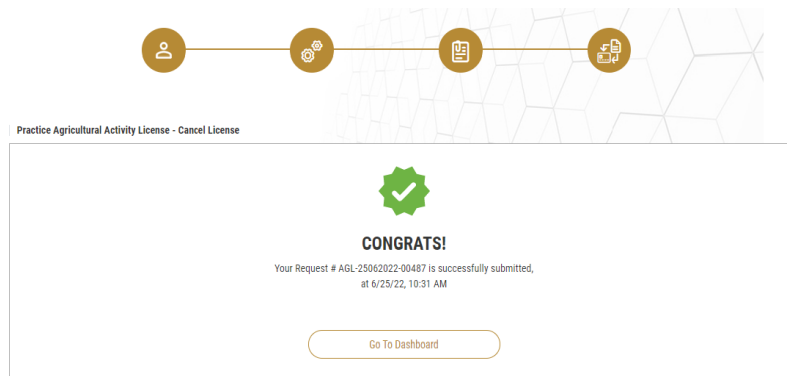 Practice Agricultural Activity License - Cancel License
CONGRATS!
Your Request # AGL-25062022-00487 is successfully submitted,
at 6/25/22, 10:31 AM
Go To Dashboard